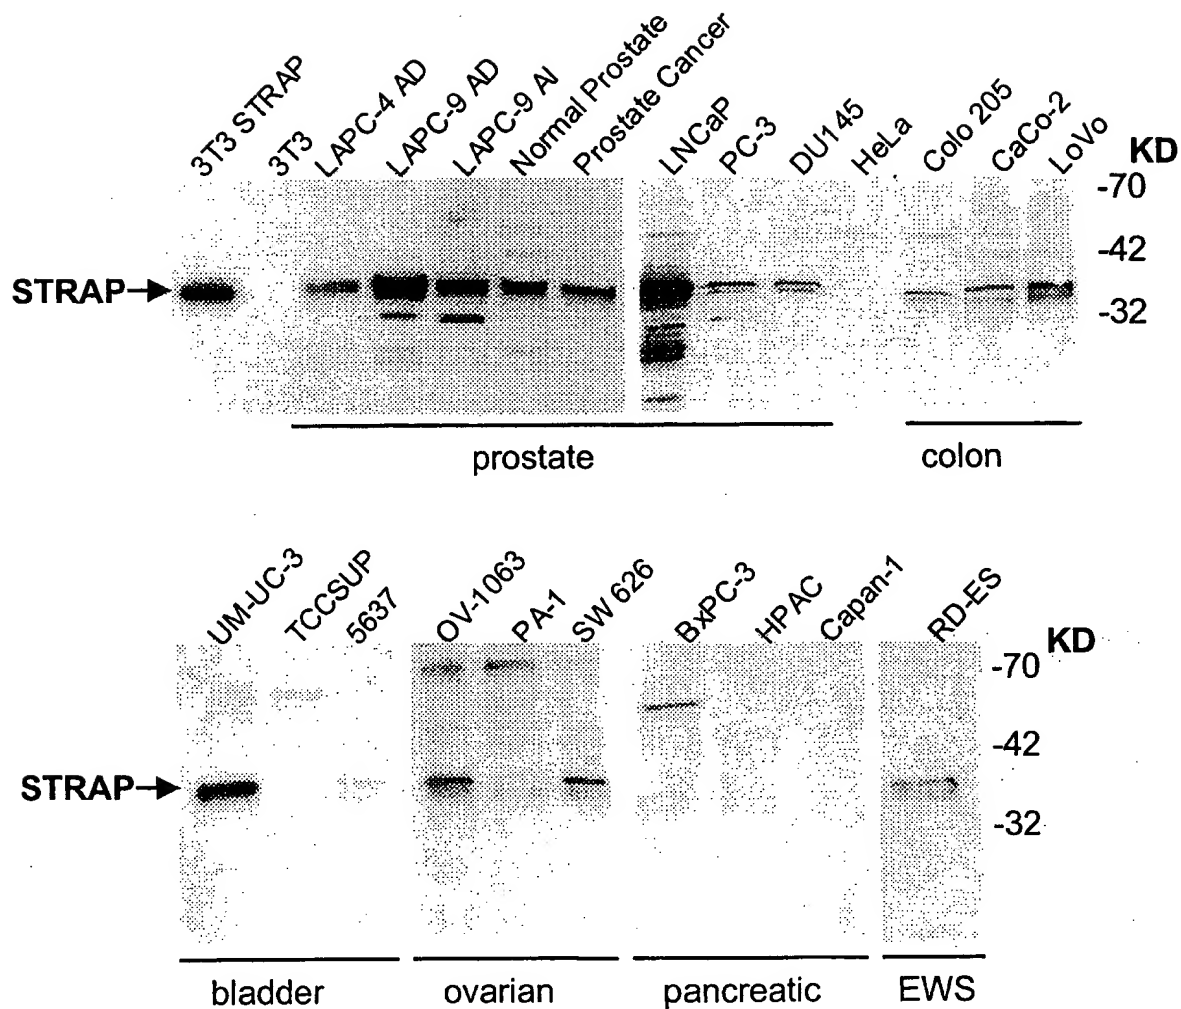 3T3 STRAP
3T3
LAPC-4 AD
LAPC-9 AD
LAPC-9 AI
Normal Prostate
Prostate Cancer
LNCaP
PC-3
DU145
HeLa
Colo 205
CaCo-2
LoVo
KD
-70
-42
STRAP
-32
prostate
colon
UM-UC-3
TCCSUP
5637
OV-1063
PA-1
SW 626
BxPC-3
HPAC
Capan-1
RD-ES
KD
-70
-42
STRAP
-32
bladder
ovarian
pancreatic
EWS